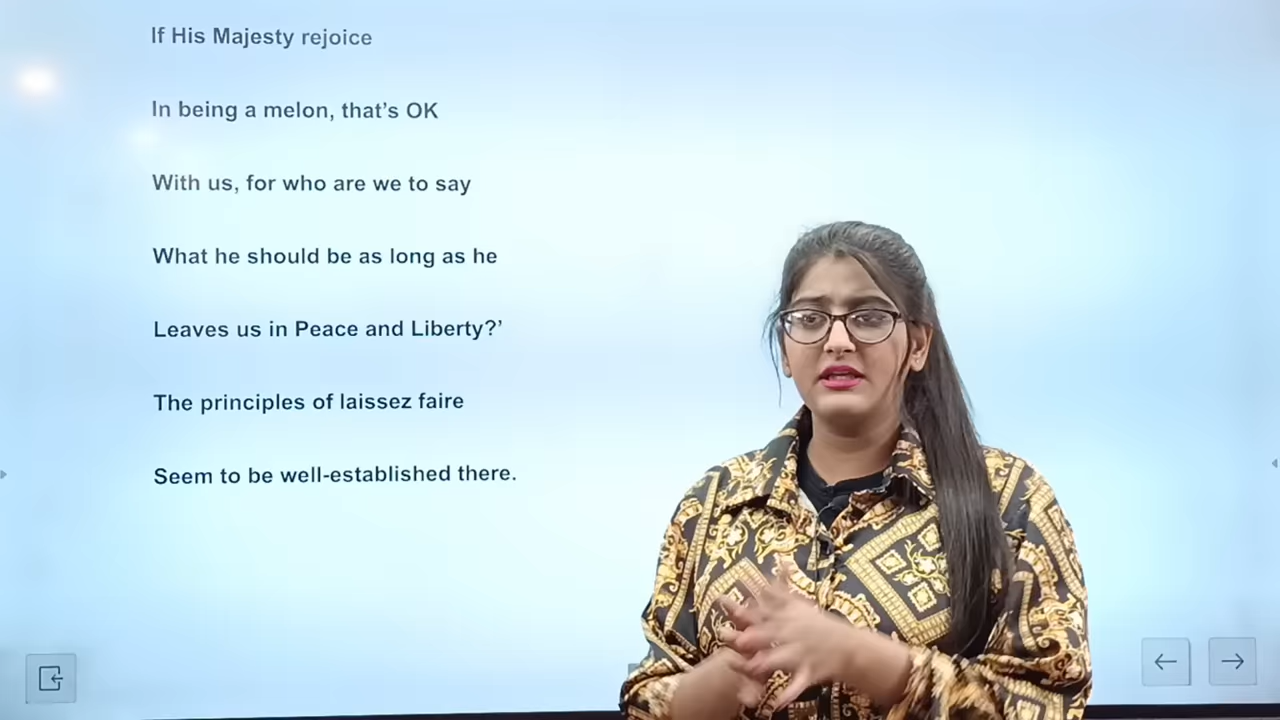 If His Majesty rejoice
In being a melon, that's OK
With us, for who are we to say
What he should be as long as he
Leaves us in Peace and Liberty?’
The principles of laissez faire
Seem to be well-established there.